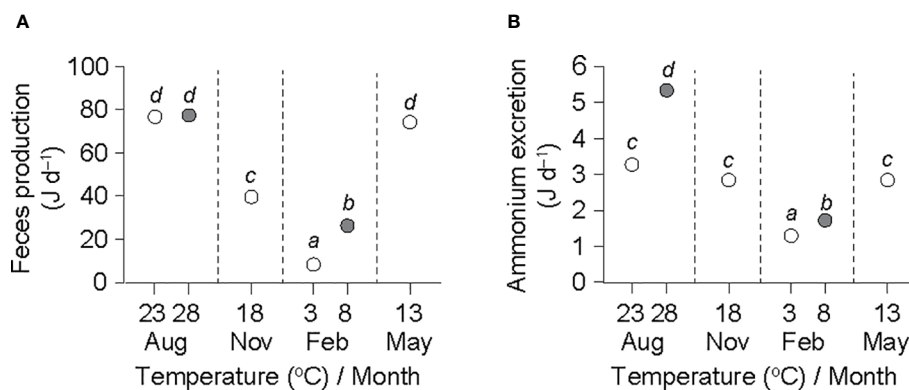 A
Feces production
(J d⁻¹)
100
80
60
40
20
0
d d
c
a
b
d
23 28 18 3 8 13
Aug Nov Feb May
Temperature (°C) / Month
B
Ammonium excretion
(J d⁻¹)
6
5
4
3
2
1
0
c
d
c
a
b
c
23 28 18 3 8 13
Aug Nov Feb May
Temperature (°C) / Month